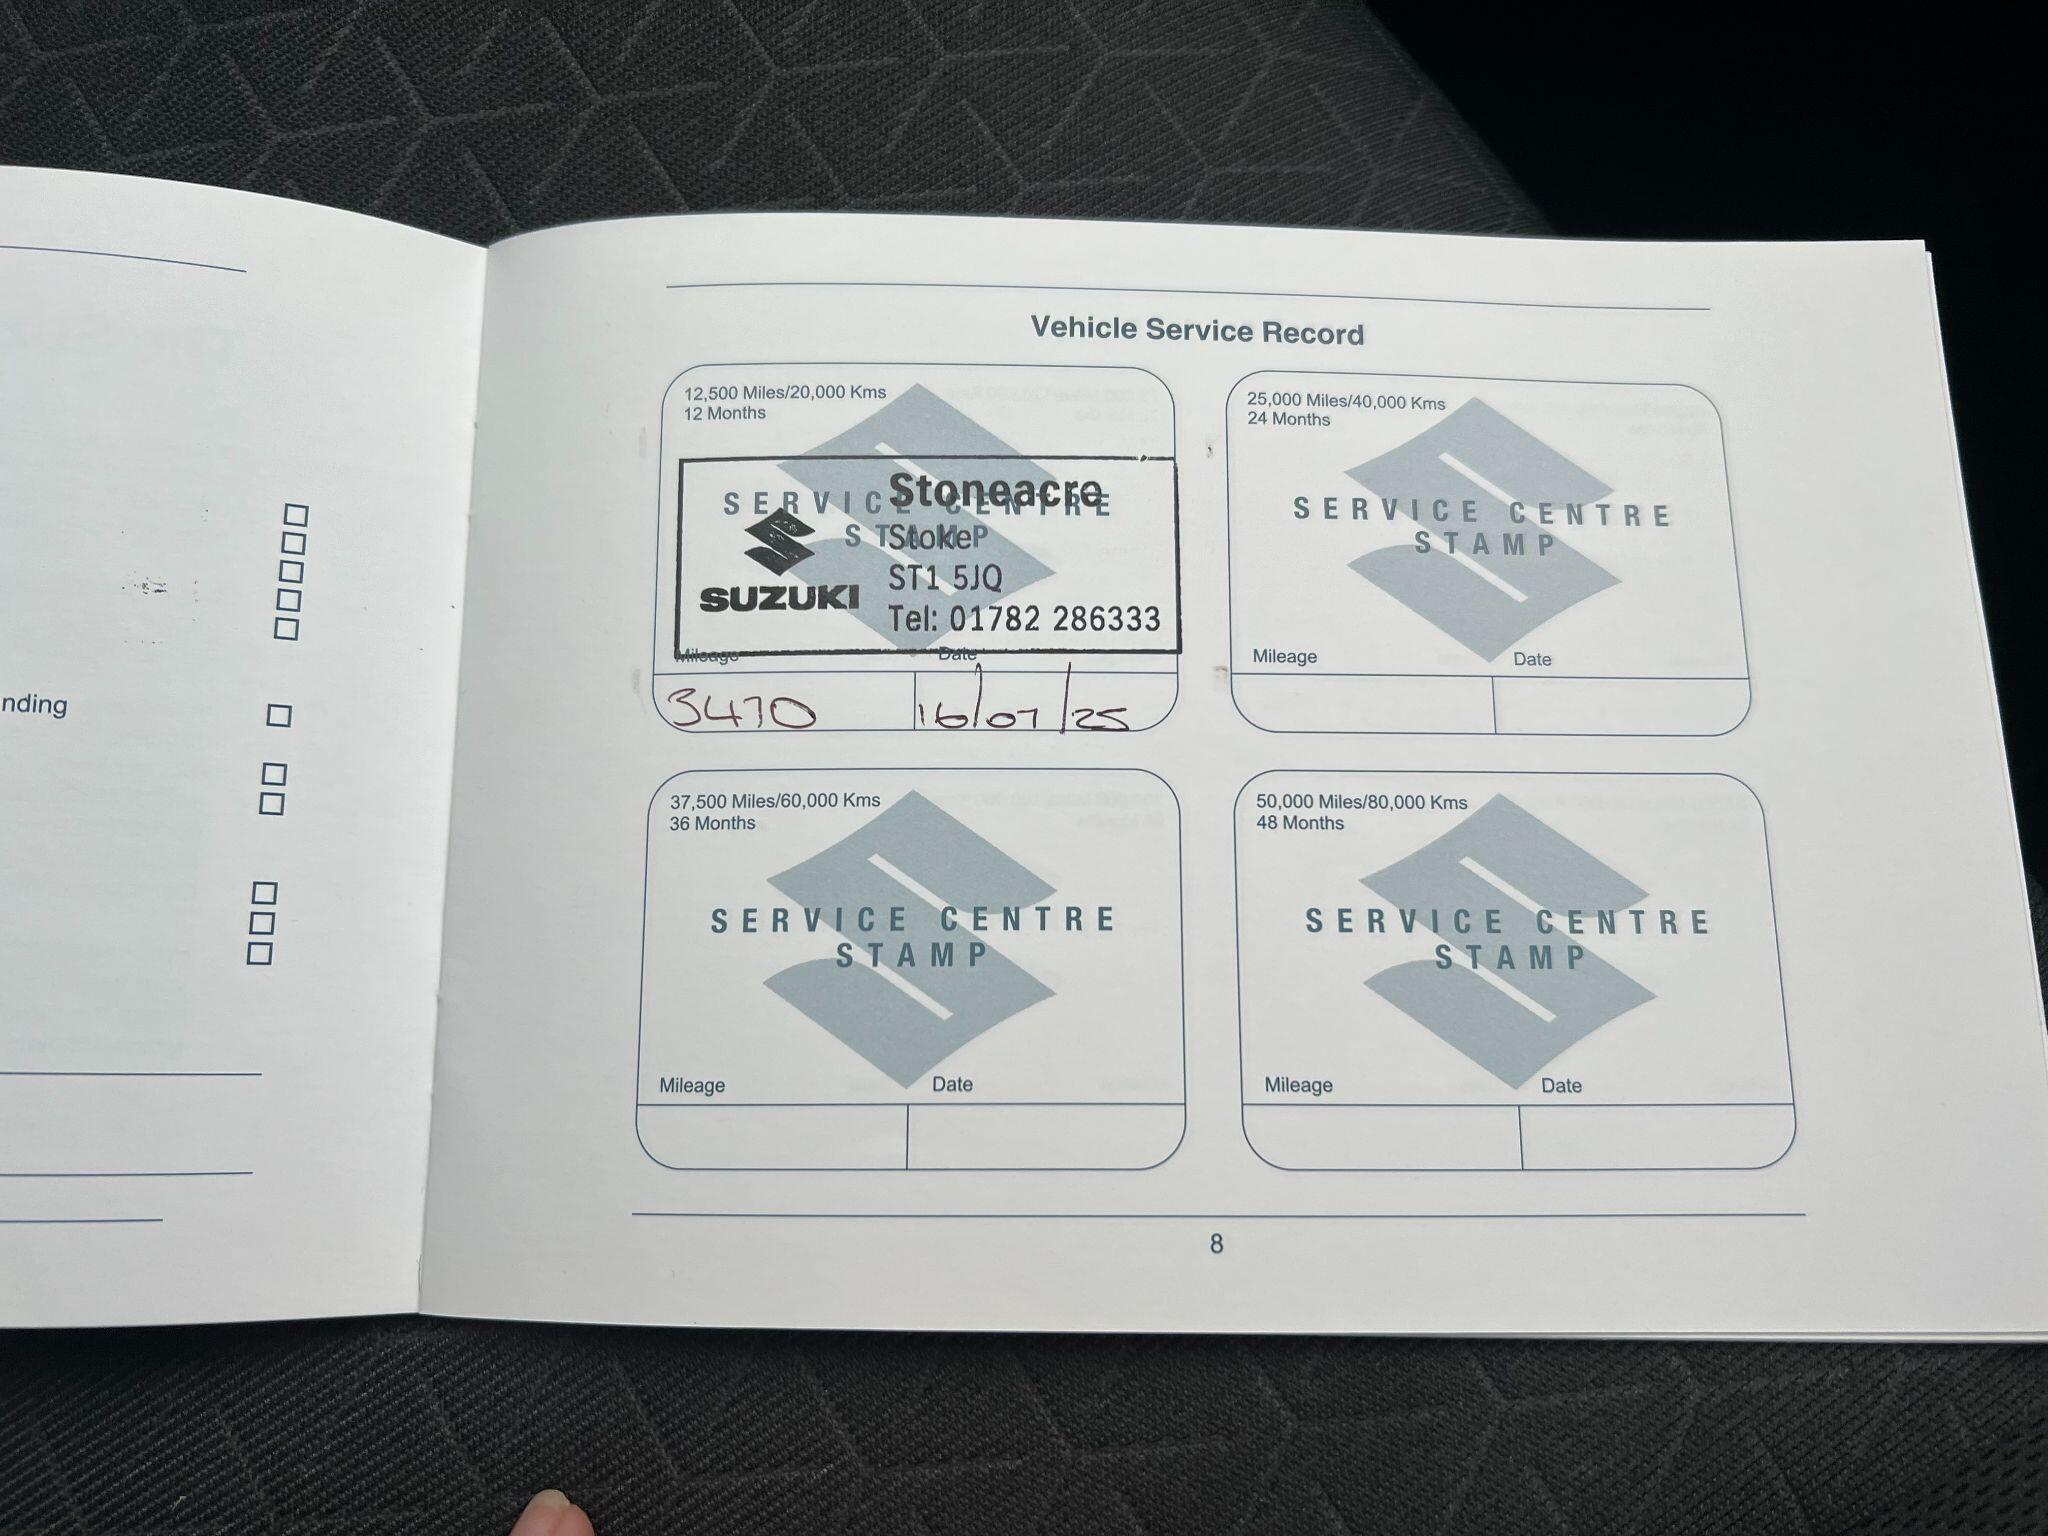 nding
Vehicle Service Record
12,500 Miles/20,000 Kms
12 Months
SERVICE CENTRE
STAMP
Stoneacre
Stoke
ST1 5JQ
Tel: 01782 286333
SUZUKI
Mileage Date
3470 16/07/25
25,000 Miles/40,000 Kms
24 Months
SERVICE CENTRE
STAMP
Mileage Date
37,500 Miles/60,000 Kms
36 Months
SERVICE CENTRE
STAMP
Mileage Date
50,000 Miles/80,000 Kms
48 Months
SERVICE CENTRE
STAMP
Mileage Date
8